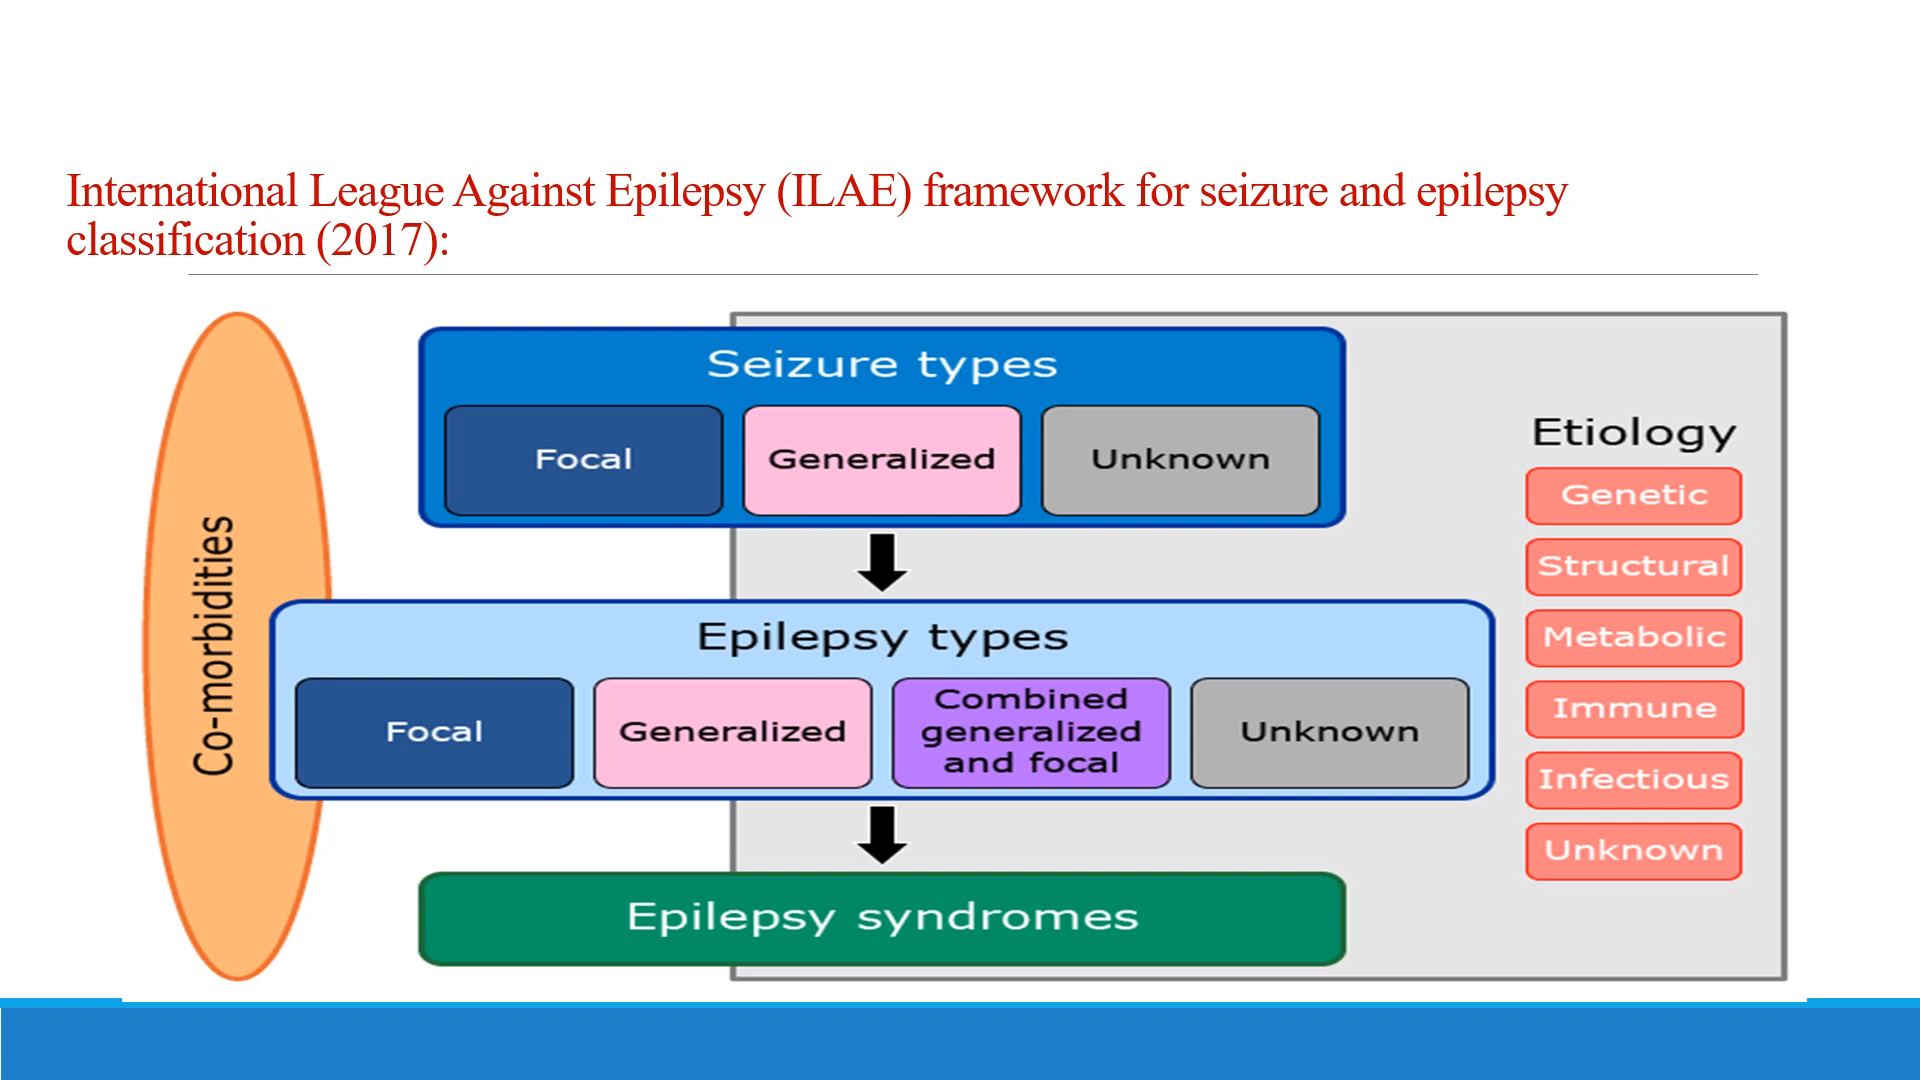 International League Against Epilepsy (ILAE) framework for seizure and epilepsy
classification (2017):
Co-morbidities
Seizure types
Focal
Generalized
Unknown
Epilepsy types
Focal
Generalized
Combined
generalized
and focal
Unknown
Epilepsy syndromes
Etiology
Genetic
Structural
Metabolic
Immune
Infectious
Unknown